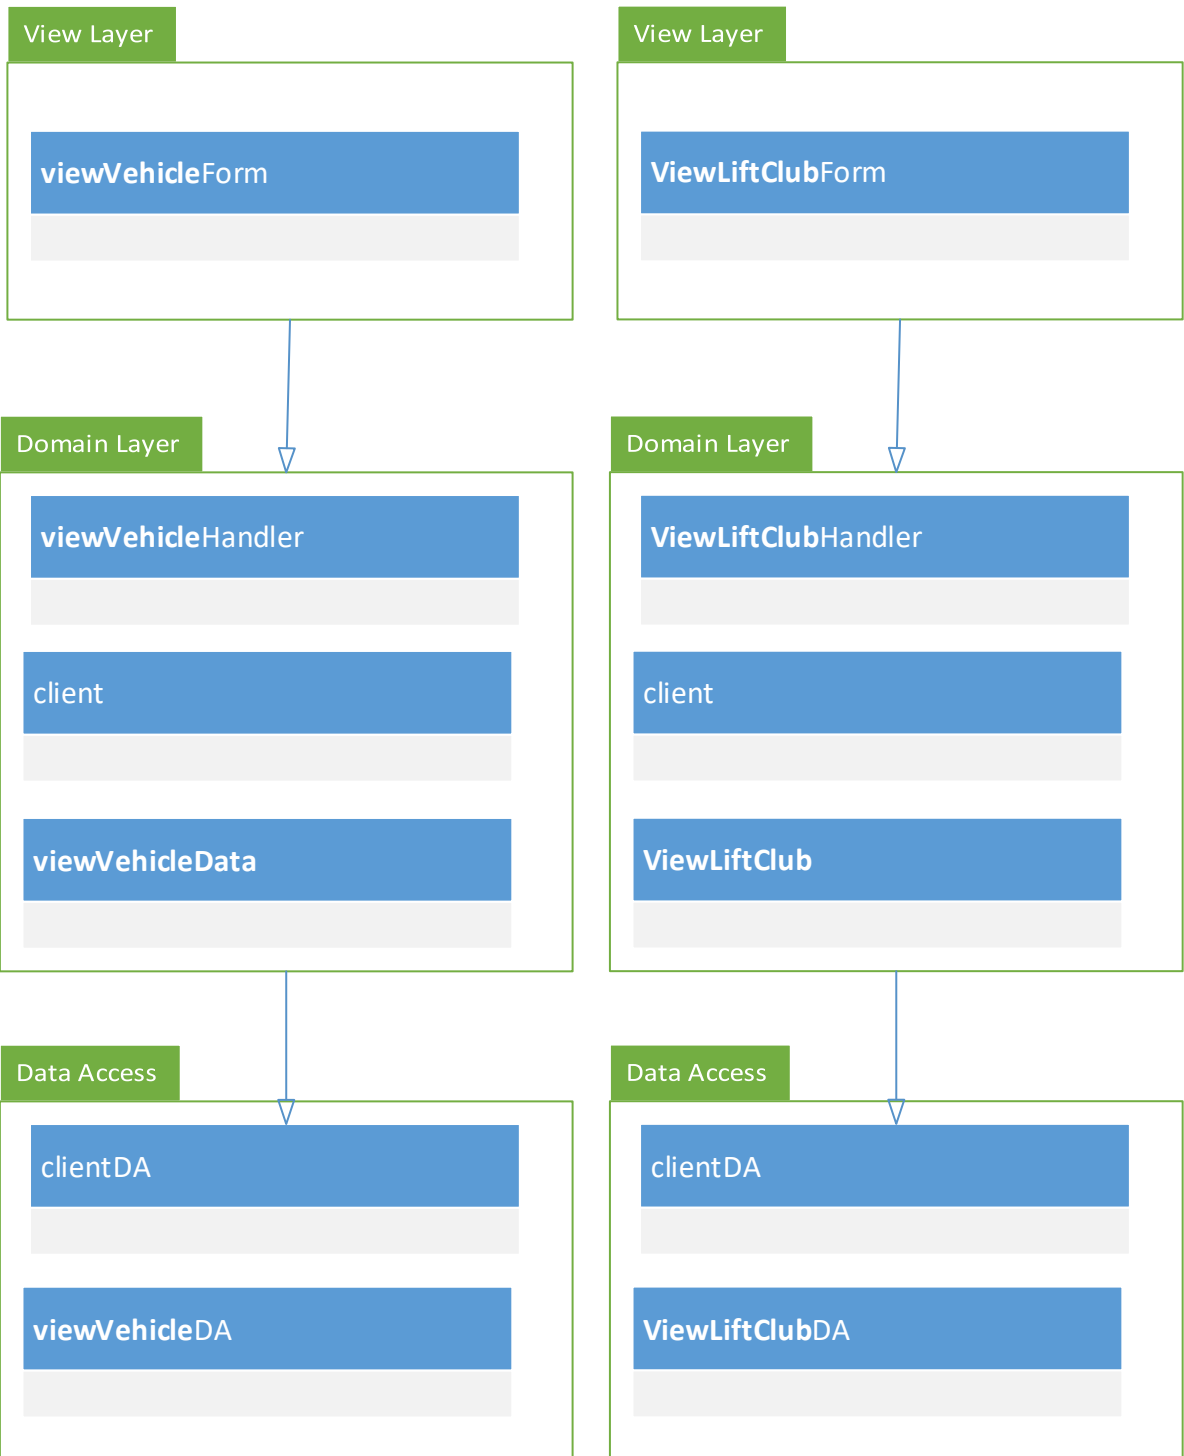 View Layer
viewVehicleForm
Domain Layer
viewVehicleHandler
client
viewVehicleData
Data Access
clientDA
viewVehicleDA
View Layer
ViewLiftClubForm
Domain Layer
ViewLiftClubHandler
client
ViewLiftClub
Data Access
clientDA
ViewLiftClubDA